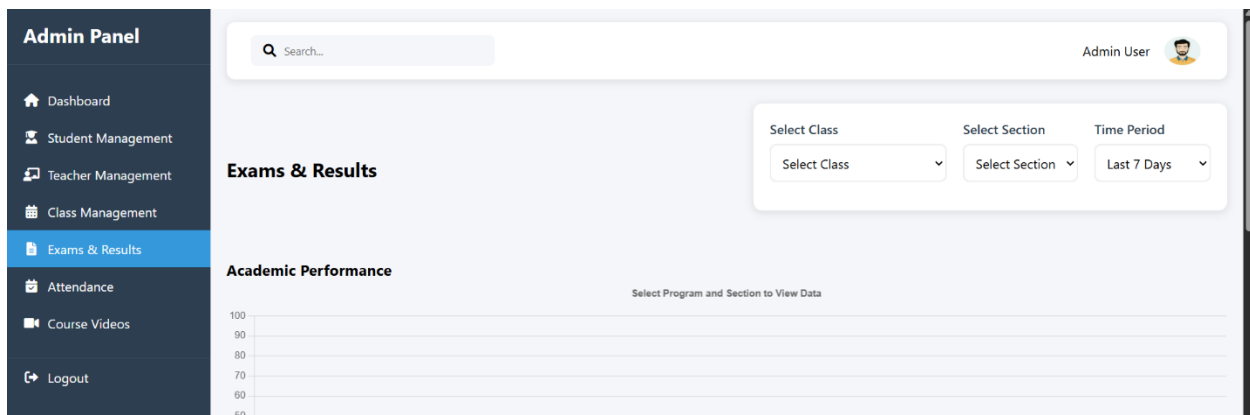 Admin Panel
Dashboard
Student Management
Teacher Management
Class Management
Exams & Results
Attendance
Course Videos
Logout
Search...
Admin User
Exams & Results
Select Class
Select Class
Select Section
Select Section
Time Period
Last 7 Days
Academic Performance
Select Program and Section to View Data
100
90
80
70
60
50